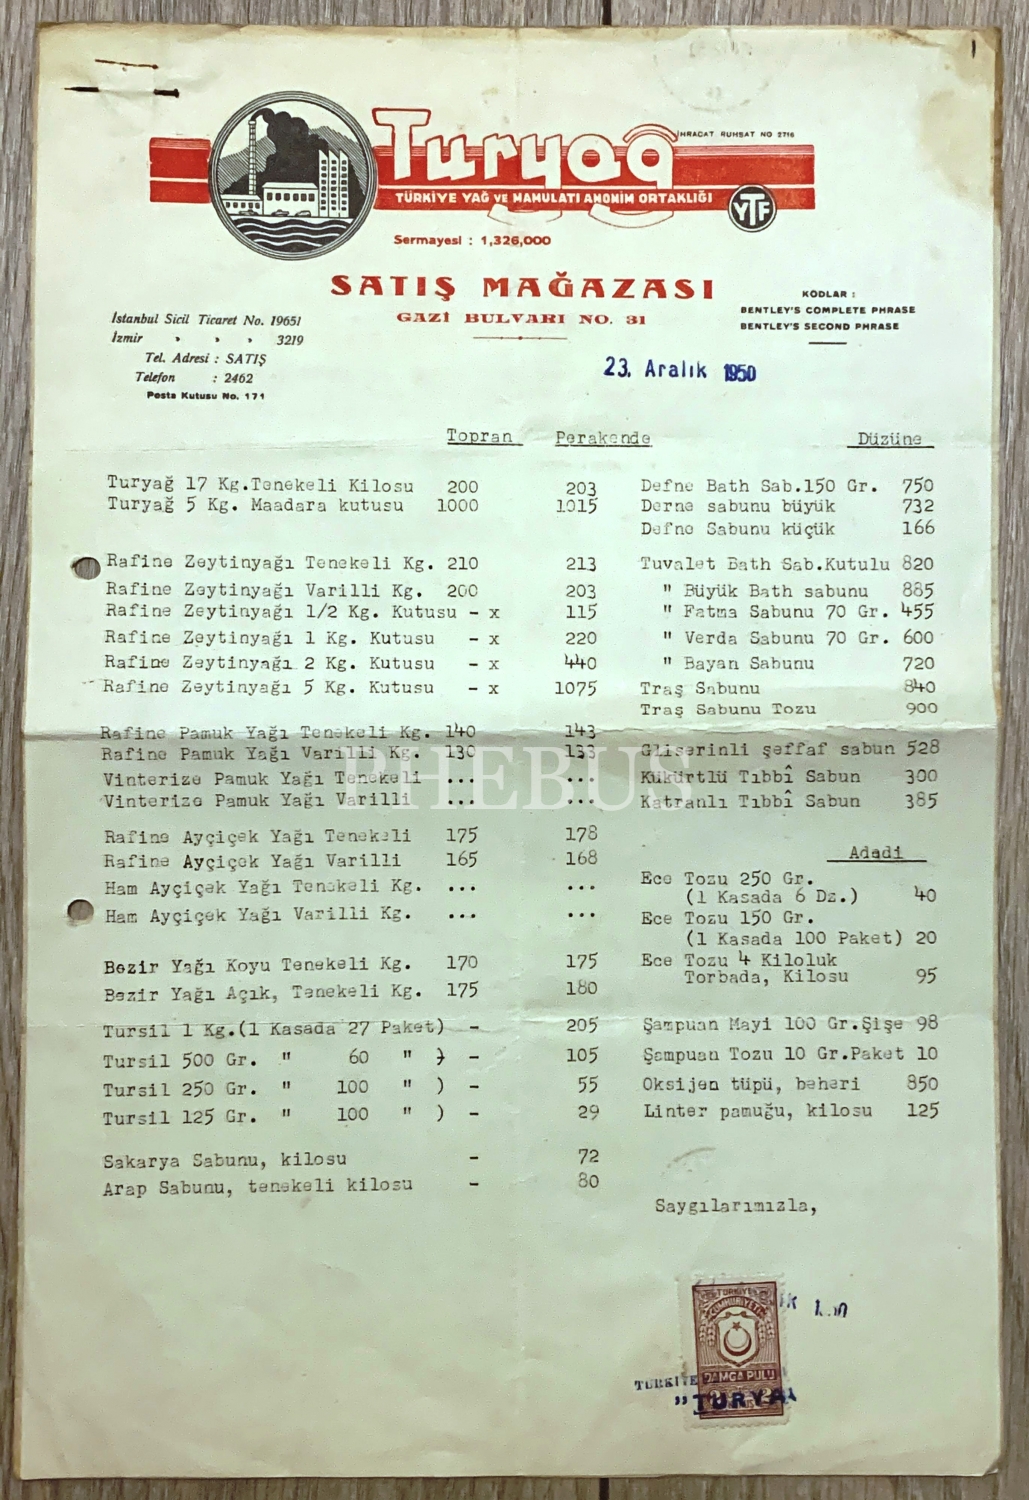 Turyağ
İHRACAT RUHSAT NO 2716
TÜRKİYE YAĞ VE MAMULATI ANONİM ORTAKLIĞI
YTF
Sermayesi : 1,326,000
SATIŞ MAĞAZASI
GAZİ BULVARI NO. 31
KODLAR :
BENTLEY'S COMPLETE PHRASE
BENTLEY'S SECOND PHRASE
İstanbul Sicil Ticaret No. 19651
İzmir " " " 3219
Tel. Adresi : SATIŞ
Telefon : 2462
Posta Kutusu No. 171
23. Aralık 1950
Topran Perakende Düzüne
Turyağ 17 Kg.Tenekeli Kilosu 200 203
Turyağ 5 Kg. Maadara kutusu 1000 1015
Rafine Zeytinyağı Tenekeli Kg. 210 213
Rafine Zeytinyağı Varilli Kg. 200 203
Rafine Zeytinyağı 1/2 Kg. Kutusu - x 115
Rafine Zeytinyağı 1 Kg. Kutusu - x 220
Rafine Zeytinyağı 2 Kg. Kutusu - x 440
Rafine Zeytinyağı 5 Kg. Kutusu - x 1075
Rafine Pamuk Yağı Tenekeli Kg. 140 143
Rafine Pamuk Yağı Varilli Kg. 130 133
Vinterize Pamuk Yağı Tenekeli ... ...
Vinterize Pamuk Yağı Varilli ... ...
Rafine Ayçiçek Yağı Tenekeli 175 178
Rafine Ayçiçek Yağı Varilli 165 168
Ham Ayçiçek Yağı Tenekeli Kg. ... ...
Ham Ayçiçek Yağı Varilli Kg. ... ...
Bezir Yağı Koyu Tenekeli Kg. 170 175
Bezir Yağı Açık, Tenekeli Kg. 175 180
Tursil 1 Kg.(1 Kasada 27 Paket) - 205
Tursil 500 Gr. " 60 " ) - 105
Tursil 250 Gr. " 100 " ) - 55
Tursil 125 Gr. " 100 " ) - 29
Sakarya Sabunu, kilosu - 72
Arap Sabunu, tenekeli kilosu - 80
Defne Bath Sab.150 Gr. 750
Derne sabunu büyük 732
Defne Sabunu küçük 166
Tuvalet Bath Sab.Kutulu 820
" Büyük Bath sabunu 885
" Fatma Sabunu 70 Gr. 455
" Verda Sabunu 70 Gr. 600
" Bayan Sabunu 720
Traş Sabunu 840
Traş Sabunu Tozu 900
Gliserinli şeffaf sabun 528
Kükürtlü Tıbbî Sabun 300
Katranlı Tıbbî Sabun 385
Adadi
Ece Tozu 250 Gr.
(1 Kasada 6 Dz.) 40
Ece Tozu 150 Gr.
(1 Kasada 100 Paket) 20
Ece Tozu 4 Kiloluk
Torbada, Kilosu 95
Şampuan Mayi 100 Gr.Şişe 98
Şampuan Tozu 10 Gr.Paket 10
Oksijen tüpü, beheri 850
Linter pamuğu, kilosu 125
Saygılarımızla,
PHEBUS
TÜRKİYE
CUMHURİYETİ
DAMGA PULU
TÜRKİYE
"TURYA